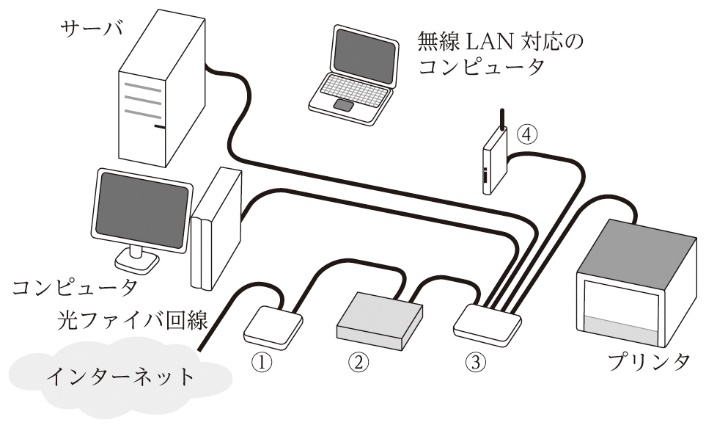 サーバ
無線 LAN 対応の
コンピュータ
④
コンピュータ
光ファイバ回線
①
②
③
プリンタ
インターネット